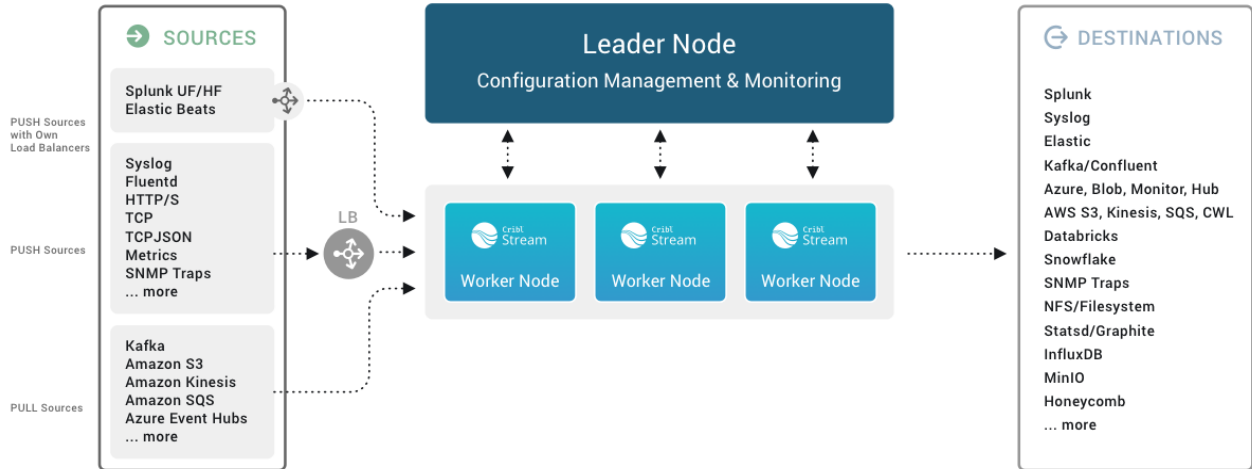 SOURCES
PUSH Sources
with Own
Load Balancers
Splunk UF/HF
Elastic Beats
PUSH Sources
Syslog
Fluentd
HTTP/S
TCP
TCPJSON
Metrics
SNMP Traps
... more
PULL Sources
Kafka
Amazon S3
Amazon Kinesis
Amazon SQS
Azure Event Hubs
... more
LB
Leader Node
Configuration Management & Monitoring
Cribl
Stream
Worker Node
Cribl
Stream
Worker Node
Cribl
Stream
Worker Node
DESTINATIONS
Splunk
Syslog
Elastic
Kafka/Confluent
Azure, Blob, Monitor, Hub
AWS S3, Kinesis, SQS, CWL
Databricks
Snowflake
SNMP Traps
NFS/Filesystem
Statsd/Graphite
InfluxDB
MinIO
Honeycomb
... more